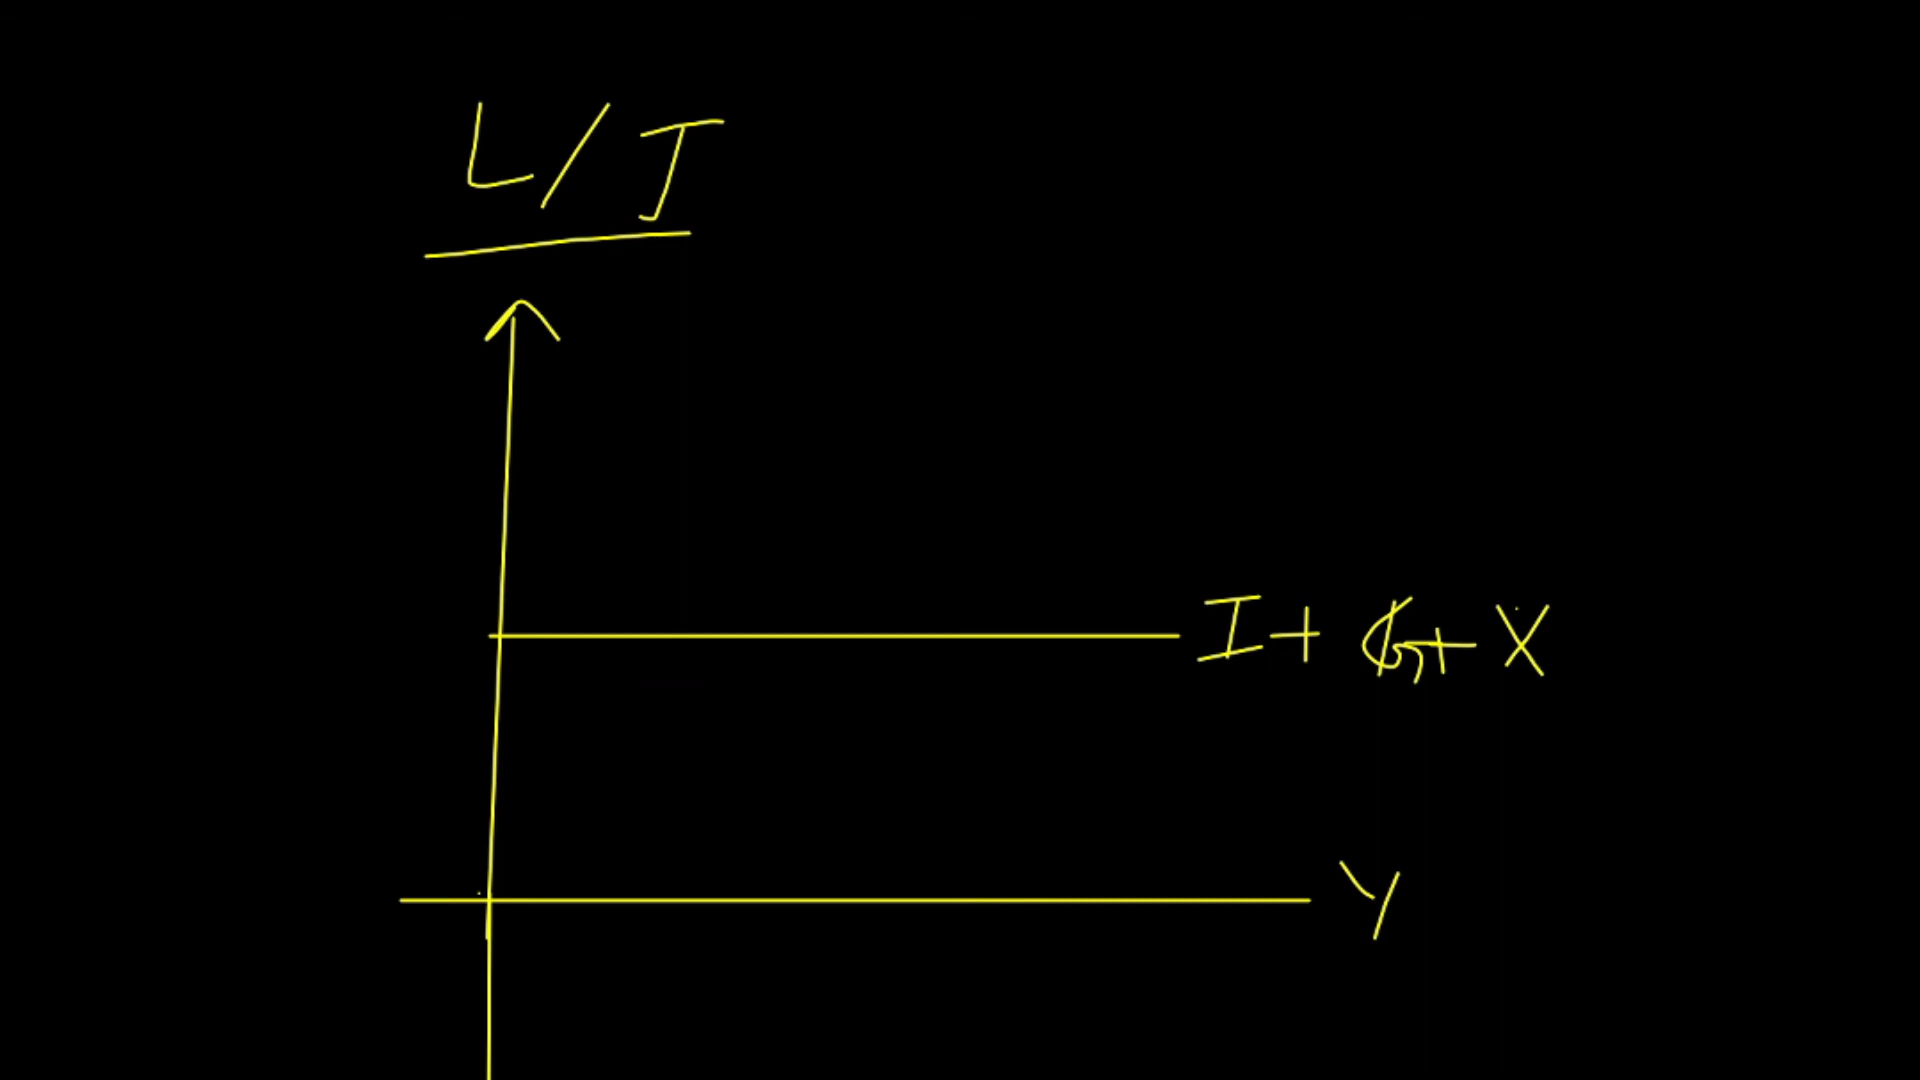 L/J
I + G + X
Y